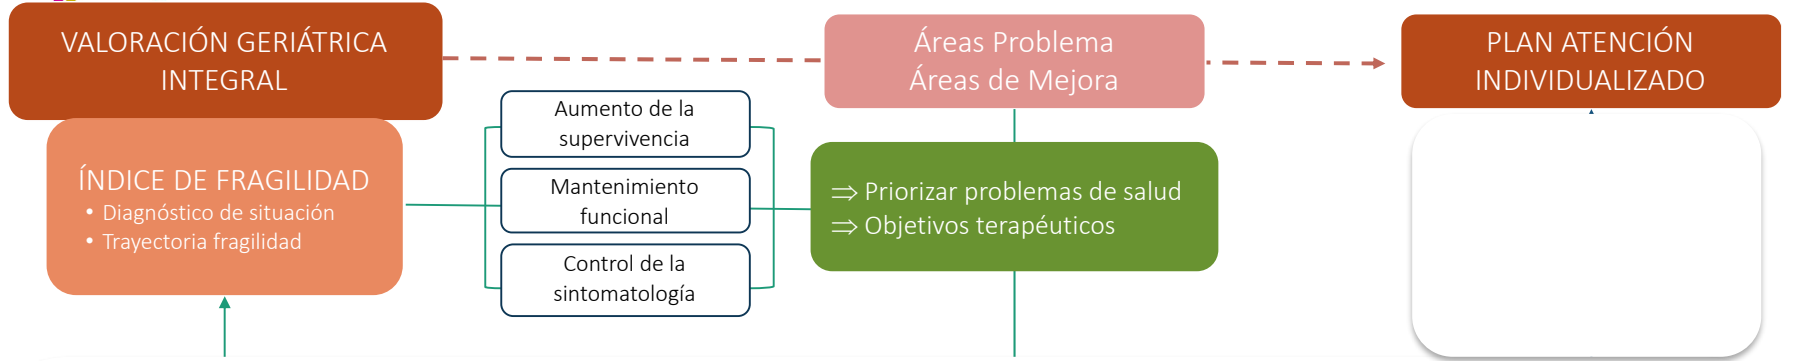 VALORACIÓN GERIÁTRICA
INTEGRAL
ÍNDICE DE FRAGILIDAD
• Diagnóstico de situación
• Trayectoria fragilidad
Aumento de la
supervivencia
Mantenimiento
funcional
Control de la
sintomatología
Áreas Problema
Áreas de Mejora
⇒ Priorizar problemas de salud
⇒ Objetivos terapéuticos
PLAN ATENCIÓN
INDIVIDUALIZADO